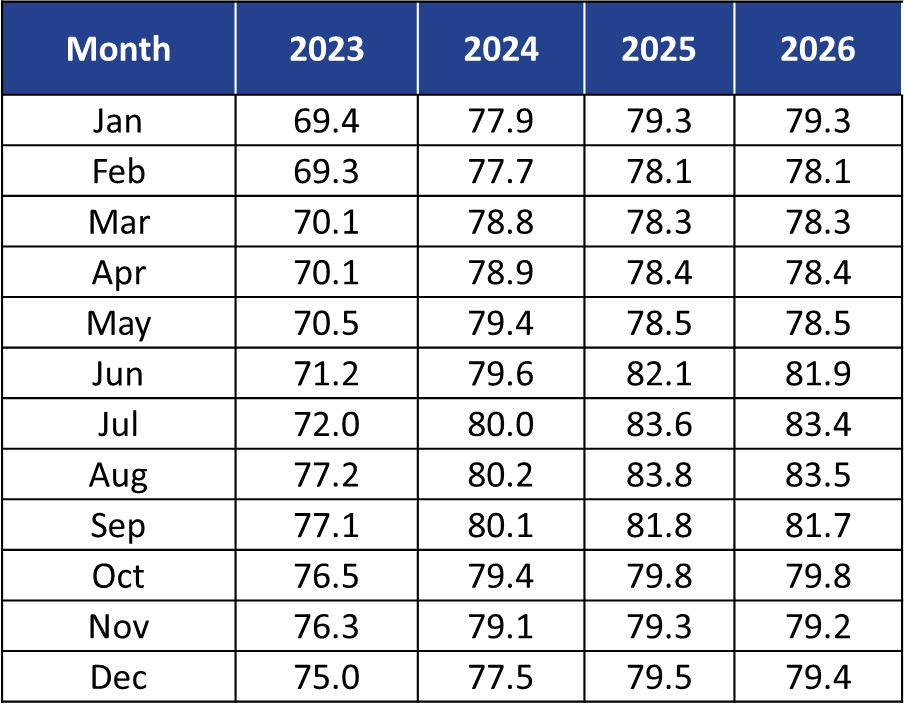 Month 2023 2024 2025 2026
Jan 69.4 77.9 79.3 79.3
Feb 69.3 77.7 78.1 78.1
Mar 70.1 78.8 78.3 78.3
Apr 70.1 78.9 78.4 78.4
May 70.5 79.4 78.5 78.5
Jun 71.2 79.6 82.1 81.9
Jul 72.0 80.0 83.6 83.4
Aug 77.2 80.2 83.8 83.5
Sep 77.1 80.1 81.8 81.7
Oct 76.5 79.4 79.8 79.8
Nov 76.3 79.1 79.3 79.2
Dec 75.0 77.5 79.5 79.4